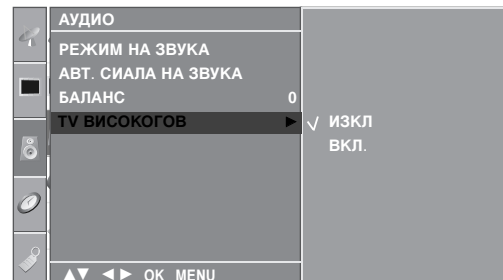 АУДИО
РЕЖИМ НА ЗВУКА
АВТ. СИАЛА НА ЗВУКА
БАЛАНС 0
TV ВИСОКОГОВ ► √ ИЗКЛ
ВКЛ.
▲▼ ◄► OK MENU